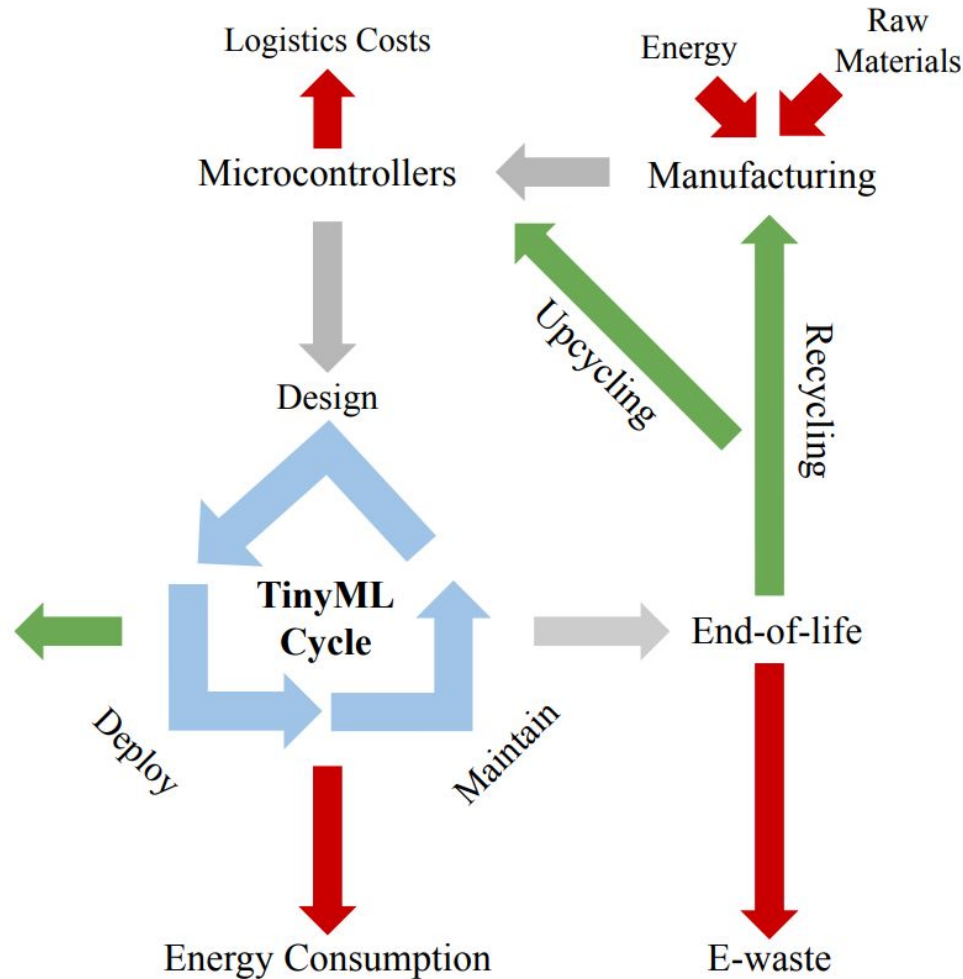 Logistics Costs
Energy
Raw
Materials
Microcontrollers
Manufacturing
Upcycling
Recycling
Design
TinyML
Cycle
End-of-life
Deploy
Maintain
Energy Consumption
E-waste